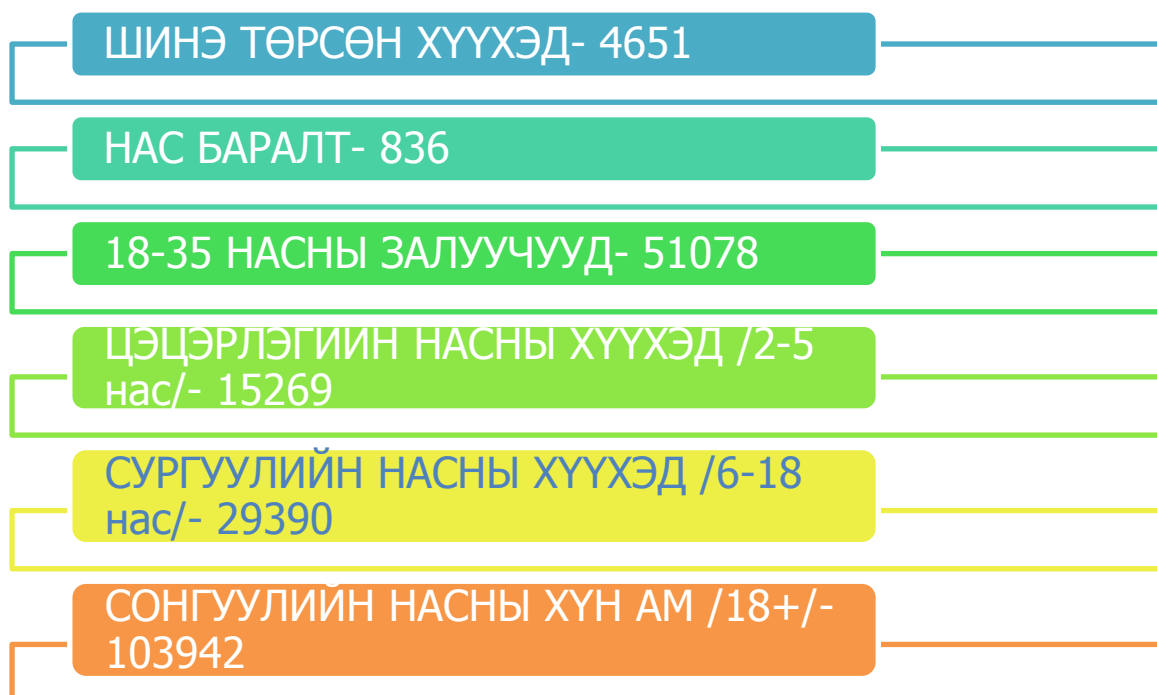 ШИНЭ ТӨРСӨН ХҮҮХЭД- 4651
НАС БАРАЛТ- 836
18-35 НАСНЫ ЗАЛУУЧУУД- 51078
ЦЭЦЭРЛЭГИЙН НАСНЫ ХҮҮХЭД /2-5
нас/- 15269
СУРГУУЛИЙН НАСНЫ ХҮҮХЭД /6-18
нас/- 29390
СОНГУУЛИЙН НАСНЫ ХҮН АМ /18+/-
103942